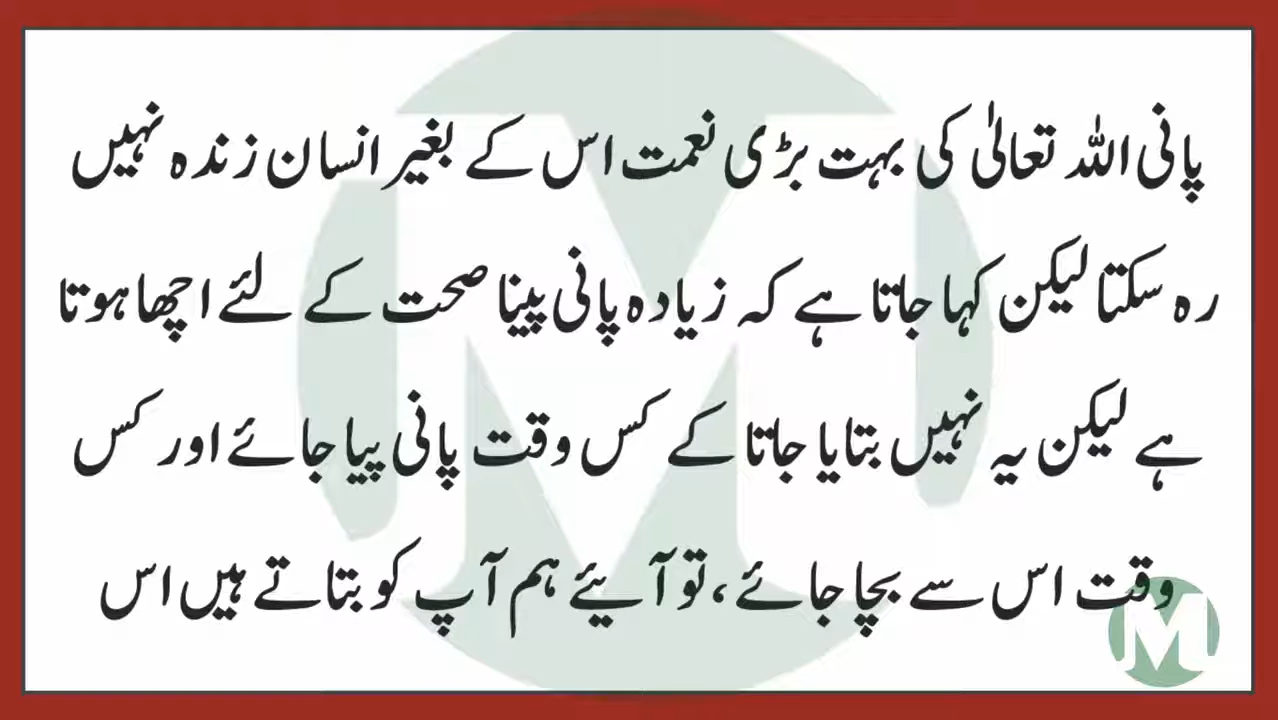 پانی اللہ تعالیٰ کی بہت بڑی نعمت اس کے بغیر انسان زندہ نہیں
رہ سکتا لیکن کہا جاتا ہے کہ زیادہ پانی پینا صحت کے لئے اچھا ہوتا
ہے لیکن یہ نہیں بتایا جاتا کے کس وقت پانی پیا جائے اور کس
وقت اس سے بچا جائے، تو آیئے ہم آپ کو بتاتے ہیں اس
M